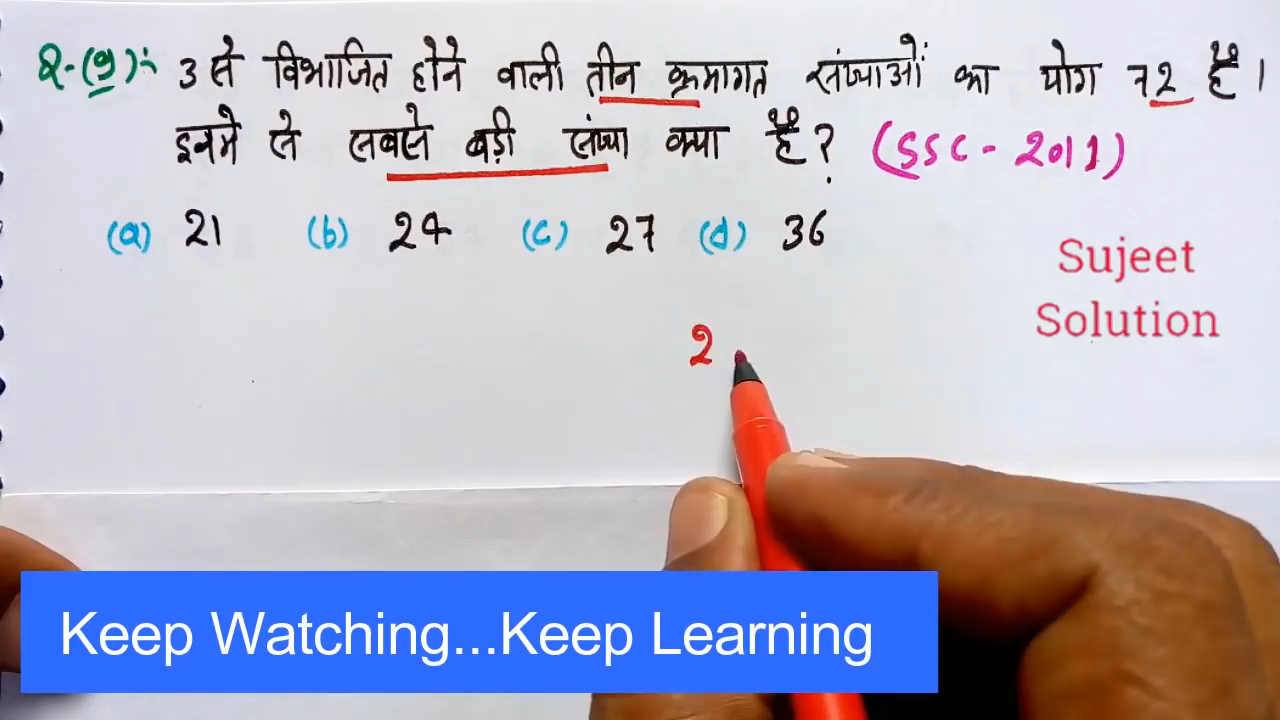 Q-(9):- 3 से विभाजित होने वाली तीन क्रमागत संख्याओं का योग 72 है।
इनमे से सबसे बड़ी संख्या क्या है? (SSC-2011)
(a) 21 (b) 24 (c) 27 (d) 36
Sujeet
Solution
2
Keep Watching...Keep Learning